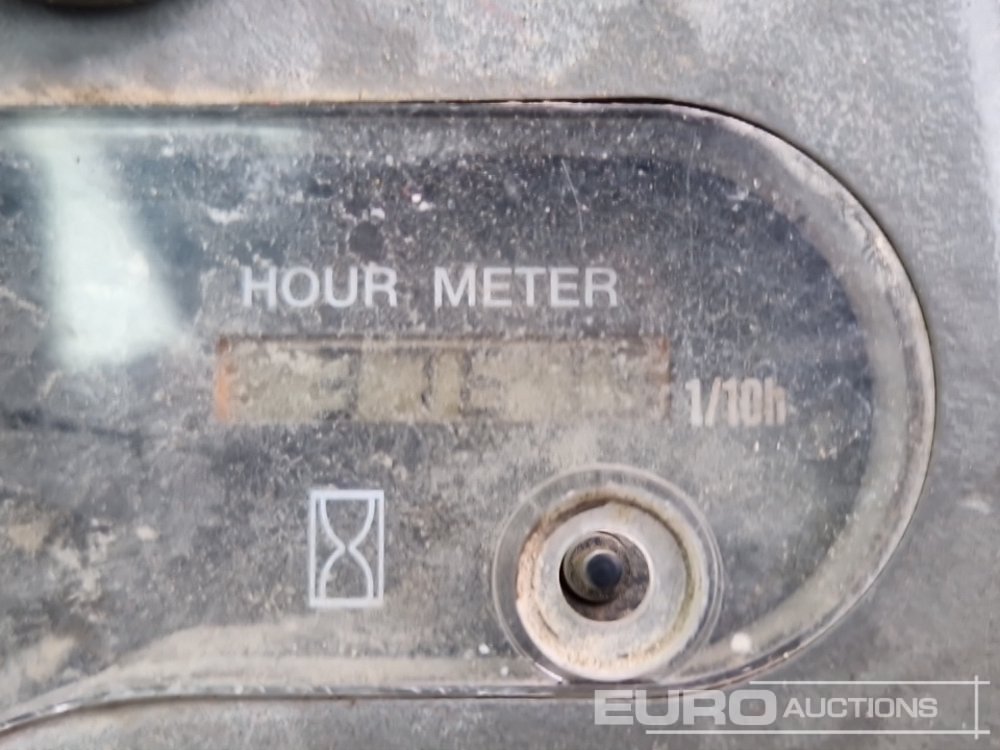 HOUR METER
1/10h
EURO AUCTIONS